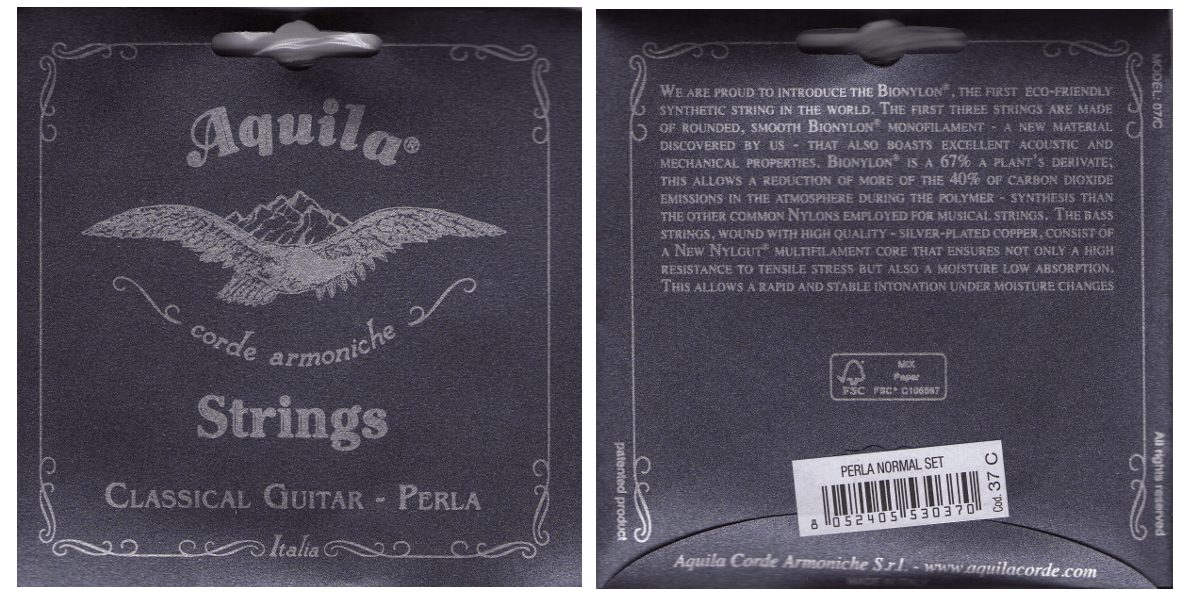 Aquila®
corde armoniche
Strings
CLASSICAL GUITAR - PERLA
Italia
WE ARE PROUD TO INTRODUCE THE BIONYLON®, THE FIRST ECO-FRIENDLY
SYNTHETIC STRING IN THE WORLD. THE FIRST THREE STRINGS ARE MADE
OF ROUNDED, SMOOTH BIONYLON® MONOFILAMENT - A NEW MATERIAL
DISCOVERED BY US - THAT ALSO BOASTS EXCELLENT ACOUSTIC AND
MECHANICAL PROPERTIES. BIONYLON® IS A 67% A PLANT'S DERIVATE;
THIS ALLOWS A REDUCTION OF MORE OF THE 40% OF CARBON DIOXIDE
EMISSIONS IN THE ATMOSPHERE DURING THE POLYMER - SYNTHESIS THAN
THE OTHER COMMON NYLONS EMPLOYED FOR MUSICAL STRINGS. THE BASS
STRINGS, WOUND WITH HIGH QUALITY - SILVER-PLATED COPPER, CONSIST OF
A NEW NYLGUT® MULTIFILAMENT CORE THAT ENSURES NOT ONLY A HIGH
RESISTANCE TO TENSILE STRESS BUT ALSO A MOISTURE LOW ABSORPTION.
THIS ALLOWS A RAPID AND STABLE INTONATION UNDER MOISTURE CHANGES
MODEL: 07/C
FSC
MIX
Paper
FSC® C106597
patented product
All rights reserved
PERLA NORMAL SET
8 052405 530370
Cod. 37 C
Aquila Corde Armoniche S.r.l. - www.aquilacorde.com